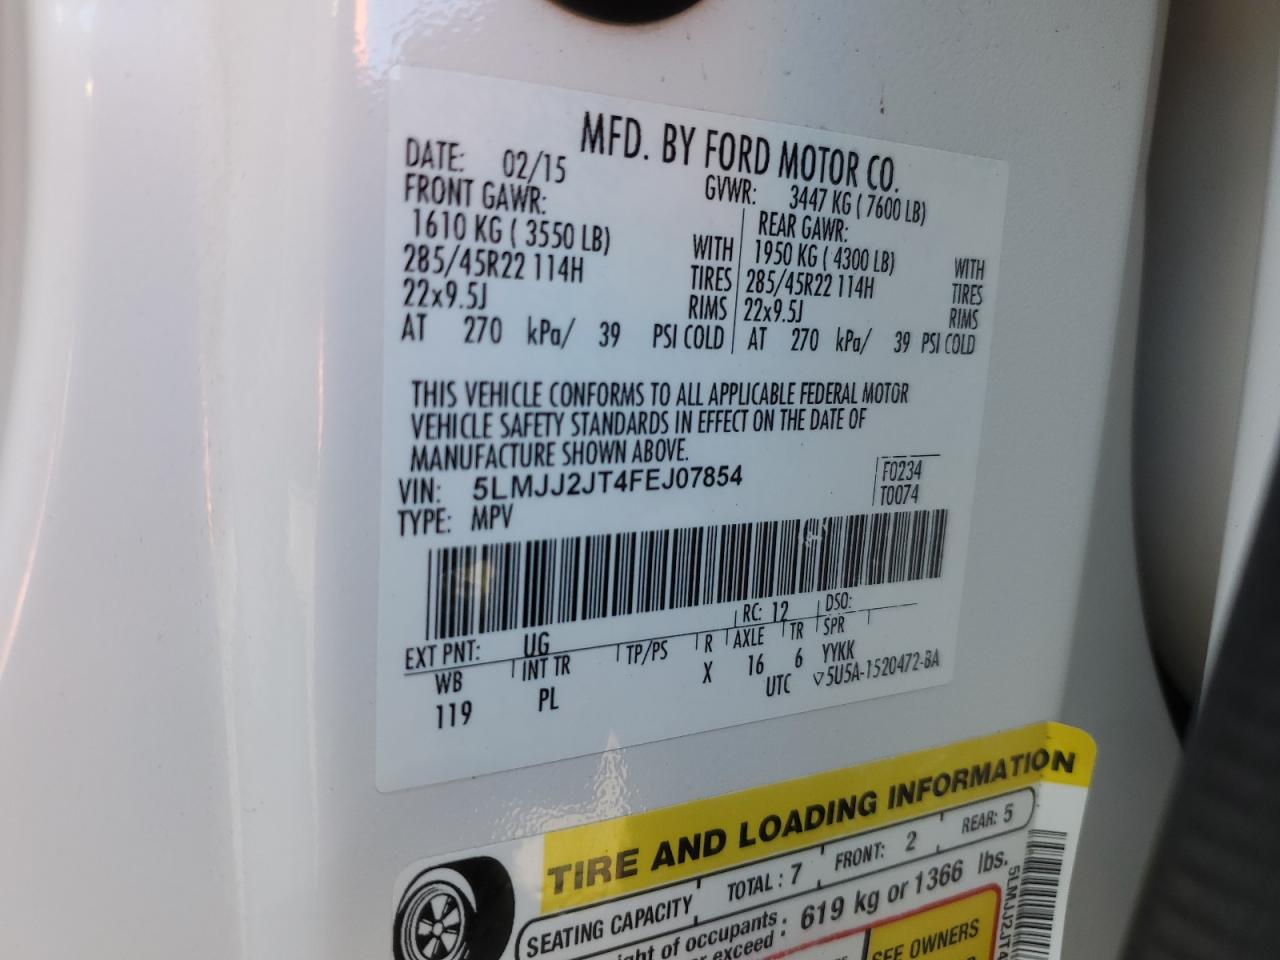 MFD. BY FORD MOTOR CO.
DATE: 02/15 GVWR: 3447 KG ( 7600 LB)
FRONT GAWR: REAR GAWR:
1610 KG ( 3550 LB) WITH 1950 KG ( 4300 LB) WITH
285/45R22 114H TIRES 285/45R22 114H TIRES
22x9.5J RIMS 22x9.5J RIMS
AT 270 kPa/ 39 PSI COLD AT 270 kPa/ 39 PSI COLD
THIS VEHICLE CONFORMS TO ALL APPLICABLE FEDERAL MOTOR
VEHICLE SAFETY STANDARDS IN EFFECT ON THE DATE OF
MANUFACTURE SHOWN ABOVE.
VIN: 5LMJJ2JT4FEJ07854 F0234
TYPE: MPV T0074
EXT PNT: UG RC: 12 DSO:
WB INT TR TP/PS R AXLE TR SPR
119 PL X 16 6 YYKK
UTC ▽5U5A-1520472-BA
TIRE AND LOADING INFORMATION
SEATING CAPACITY TOTAL : 7 FRONT: 2 REAR: 5
of occupants
exceed : 619 kg or 1366 lbs.
SEE OWNERS
5LMJJ2JT4